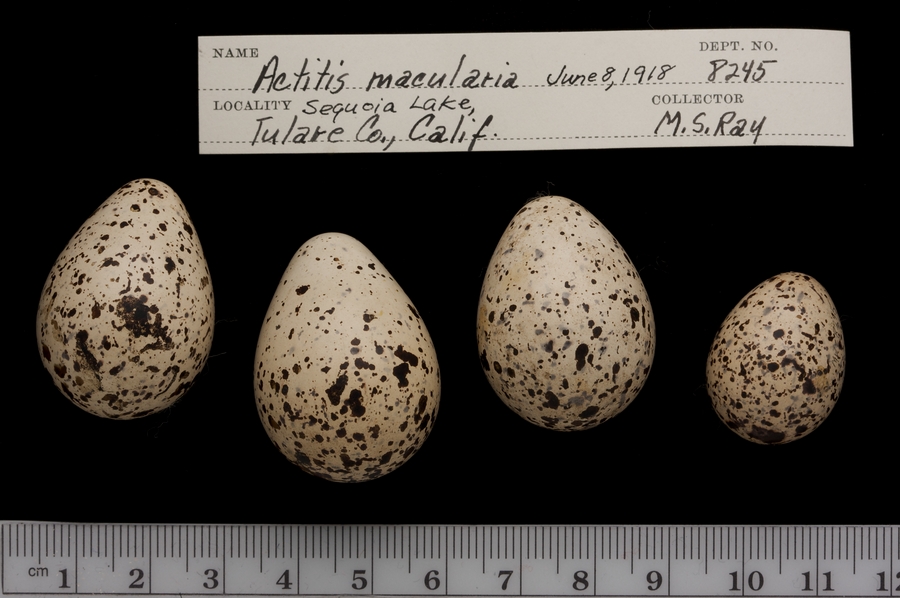 NAME Actitis macularia June 8, 1918 DEPT. NO. 8245
LOCALITY Sequoia Lake, COLLECTOR
Tulare Co., Calif. M.S. Ray
cm 1 2 3 4 5 6 7 8 9 10 11 12